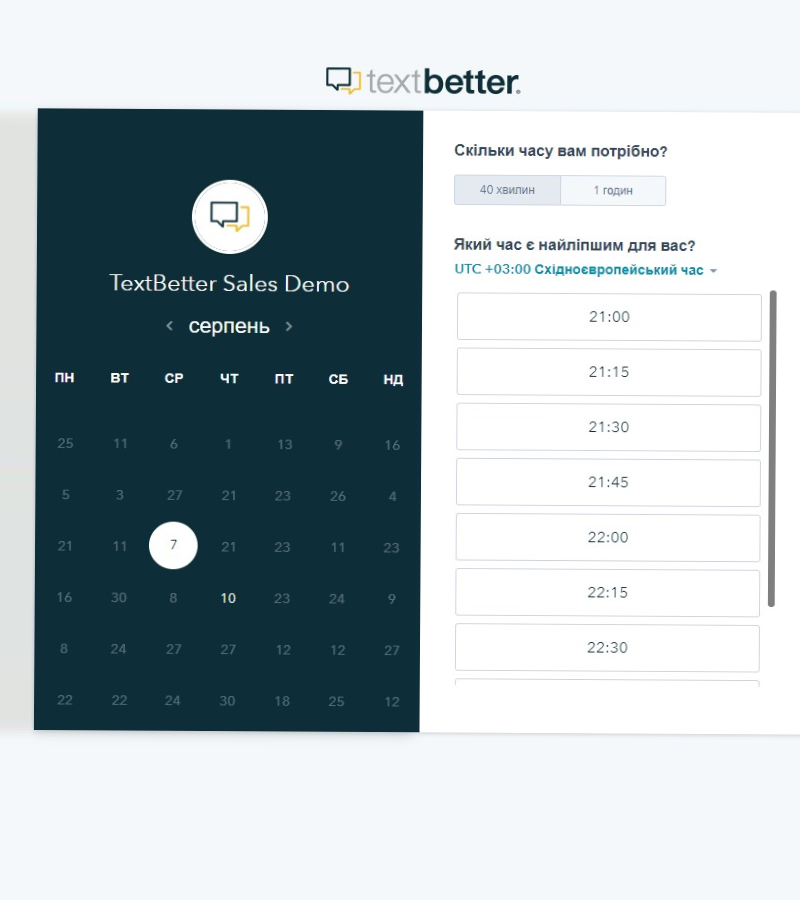 textbetter.
TextBetter Sales Demo
серпень
ПН ВТ СР ЧТ ПТ СБ НД
25 11 6 1 13 9 16
5 3 27 21 23 26 4
21 11 7 21 23 11 23
16 30 8 10 23 24 9
8 24 27 27 12 12 27
22 22 24 30 18 25 12
Скільки часу вам потрібно?
40 хвилин 1 годин
Який час є найліпшим для вас?
UTC +03:00 Східноєвропейський час
21:00
21:15
21:30
21:45
22:00
22:15
22:30